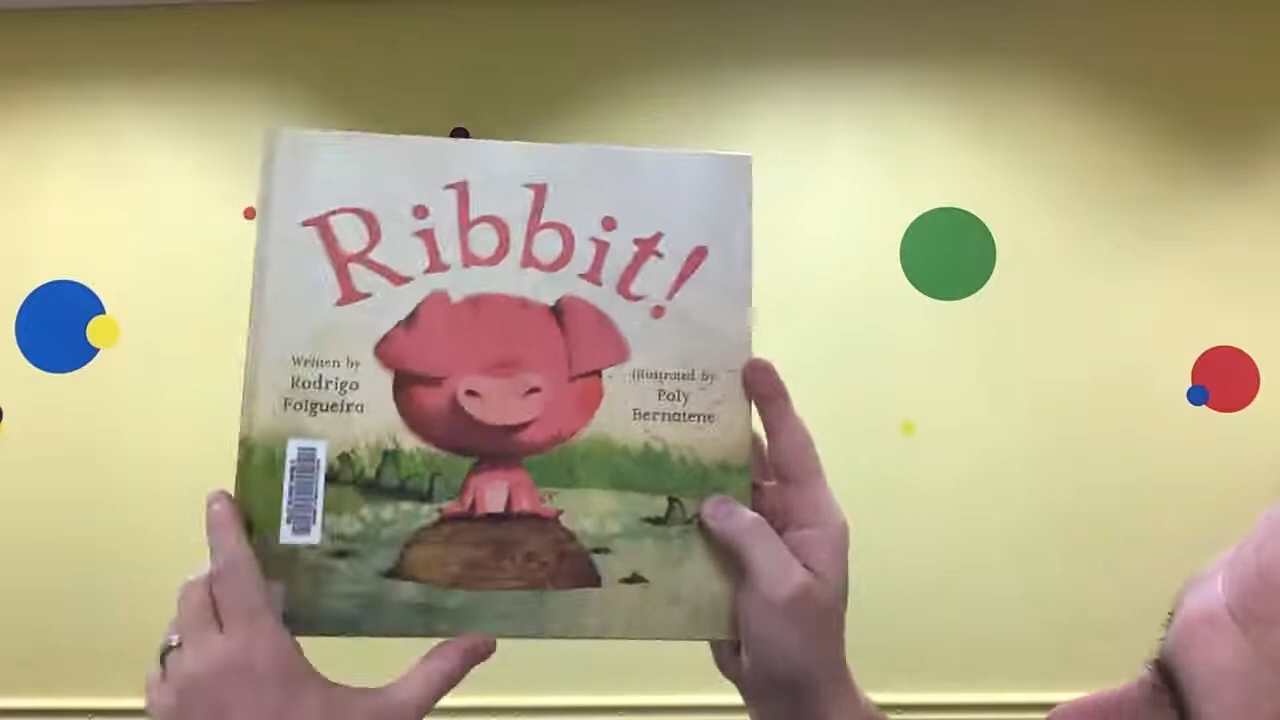 Ribbit!
Written by
Rodrigo
Folgueira
Illustrated by
Poly
Bernatene